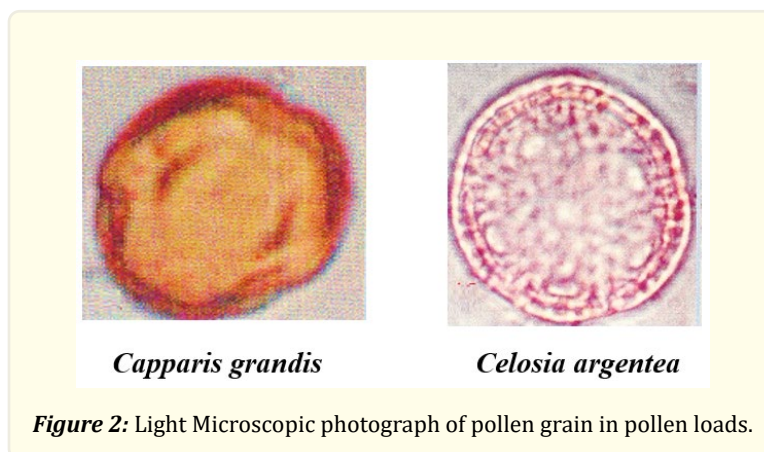 Capparis grandis
Celosia argentea
Figure 2: Light Microscopic photograph of pollen grain in pollen loads.